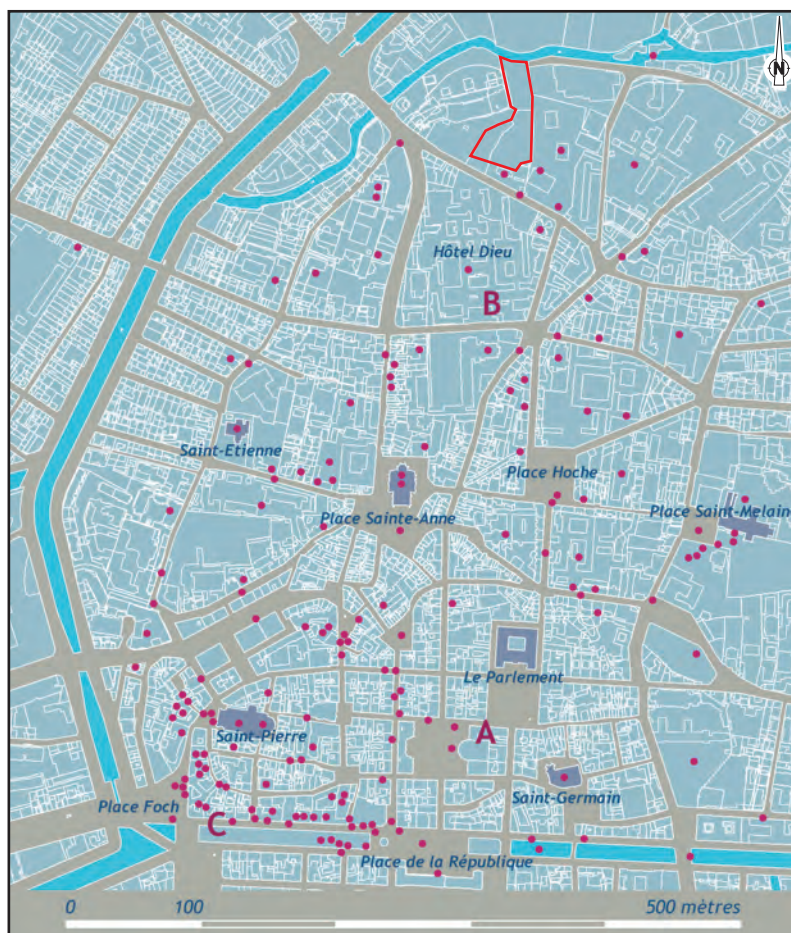 N
Hôtel Dieu
B
Saint-Etienne
Place Hoche
Place Sainte-Anne
Place Saint-Melaine
Le Parlement
Saint-Pierre
A
Place Foch
Saint-Germain
C
Place de la République
0 100 500 mètres